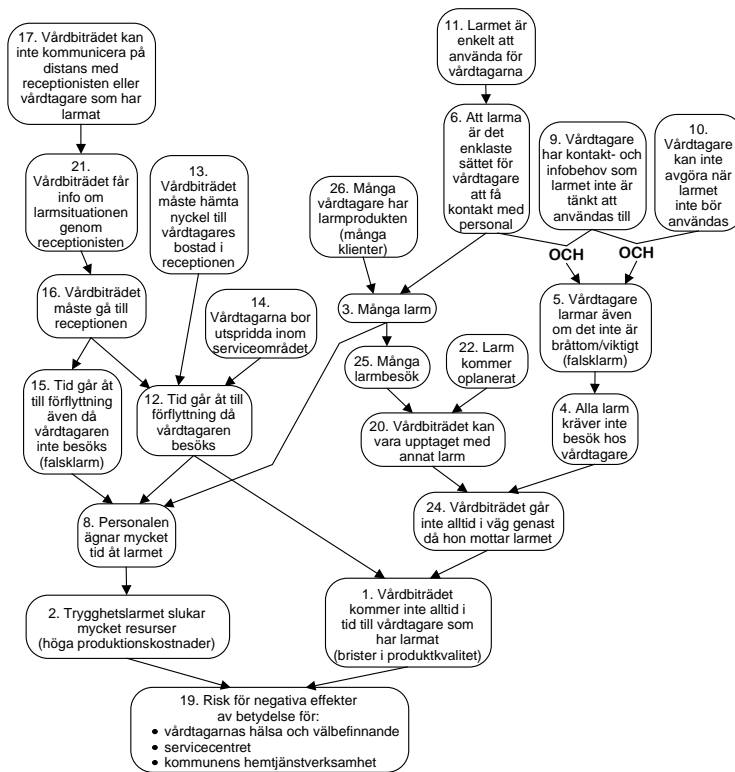 17. Vårdbiträdet kan
inte kommunicera på
distans med
receptionisten eller
vårdtagare som har
larmat
11. Larmet är
enkelt att
använda för
vårdtagarna
21.
Vårdbiträdet får
info om
larmsituationen
genom
receptionisten
13.
Vårdbiträdet
måste hämta
nyckel till
vårdtagares
bostad i
receptionen
26. Många
vårdtagare har
larmprodukten
(många
klienter)
6. Att larma
är det
enklaste
sättet för
vårdtagare
att få
kontakt med
personal
9. Vårdtagare
har kontakt- och
infobehov som
larmet inte är
tänkt att
användas till
10.
Vårdtagare
kan inte
avgöra när
larmet
inte bör
användas
OCH
OCH
16. Vårdbiträdet
måste gå till
receptionen
14.
Vårdtagarna bor
utspridda inom
serviceområdet
3. Många larm
5. Vårdtagare
larmar även
om det inte är
bråttom/viktigt
(falsklarm)
25. Många
larmbesök
22. Larm
kommer
oplanerat
15. Tid går åt
till förflyttning
även då
vårdtagaren
inte besöks
(falsklarm)
12. Tid går åt till
förflyttning då
vårdtagaren
besöks
20. Vårdbiträdet kan
vara upptaget med
annat larm
4. Alla larm
kräver inte
besök hos
vårdtagare
8. Personalen
ägnar mycket
tid åt larmet
24. Vårdbiträdet går
inte alltid i väg genast
då hon mottar larmet
2. Trygghetslarmet slukar
mycket resurser
(höga produktionskostnader)
1. Vårdbiträdet
kommer inte alltid i
tid till vårdtagare som
har larmat
(brister i produktkvalitet)
19. Risk för negativa effekter
av betydelse för:
• vårdtagarnas hälsa och välbefinnande
• servicecentret
• kommunens hemtjänstverksamhet